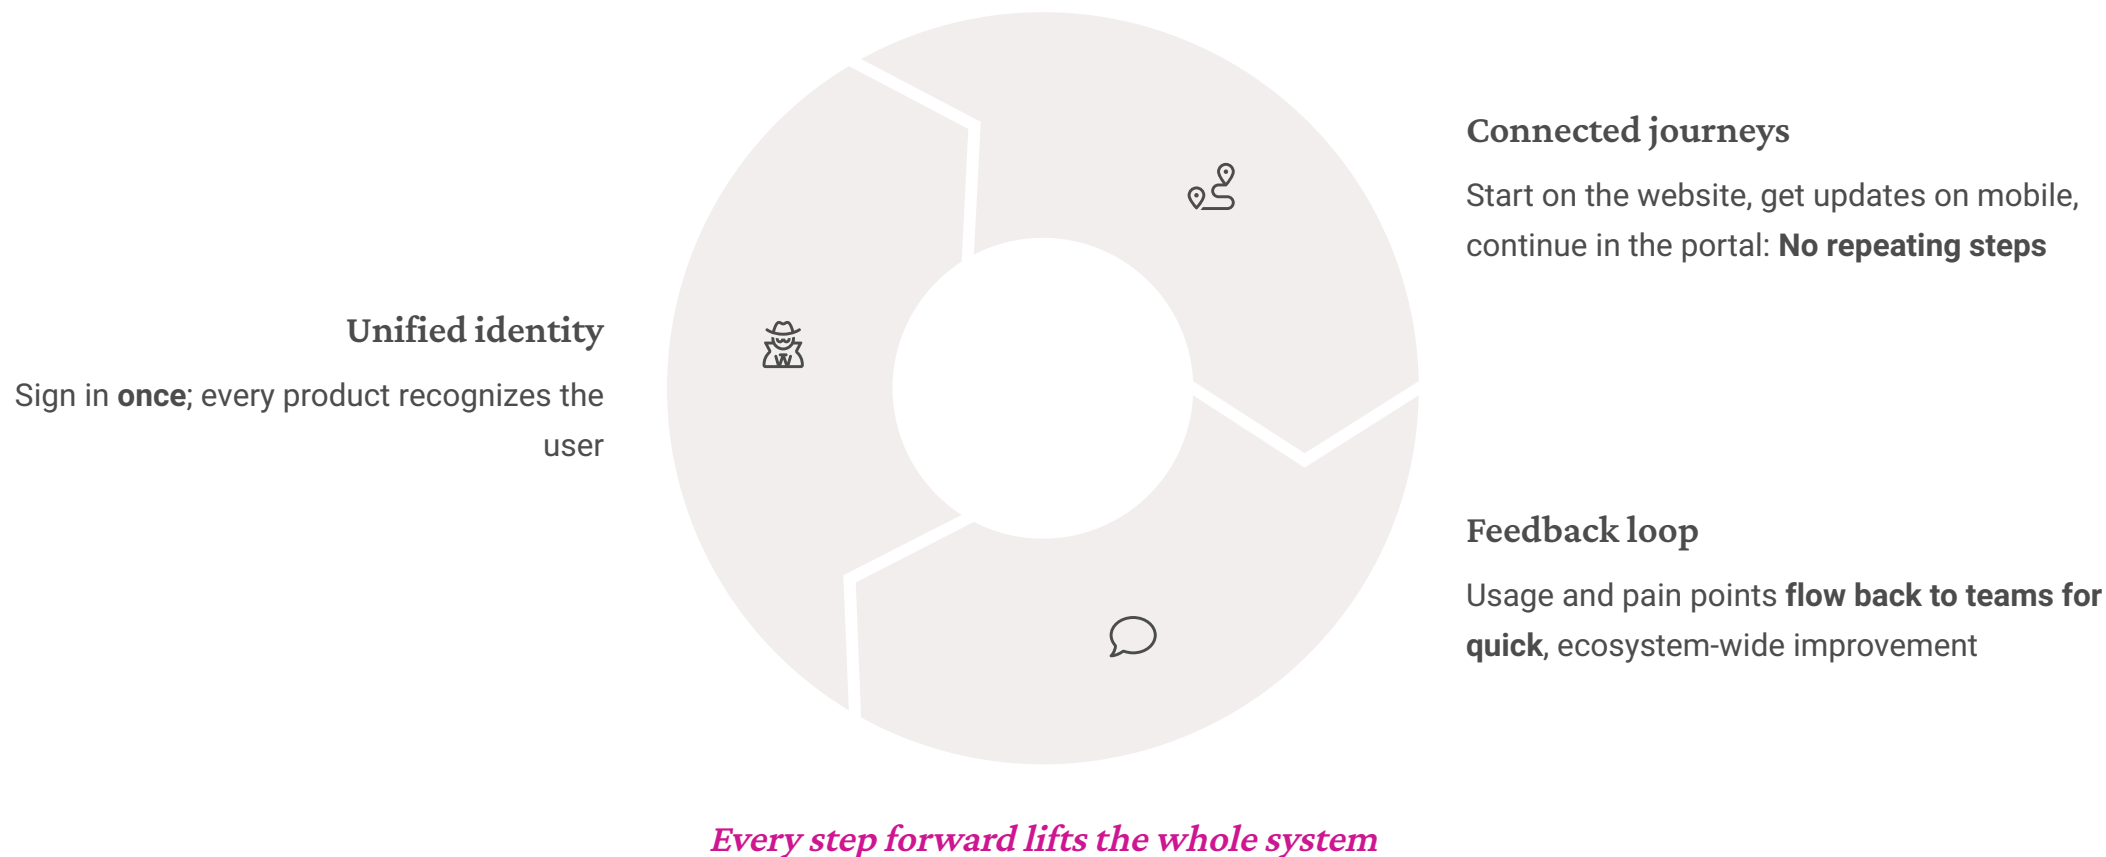 Connected journeys
Start on the website, get updates on mobile,
continue in the portal: No repeating steps
Unified identity
Sign in once; every product recognizes the
user
Feedback loop
Usage and pain points flow back to teams for
quick, ecosystem-wide improvement
Every step forward lifts the whole system